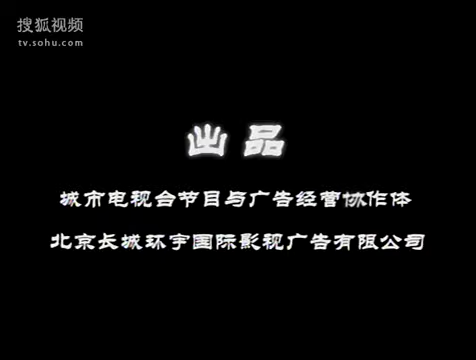 搜狐视频
tv.sohu.com
出品
城市电视台节目与广告经营协作体
北京长城环宇国际影视广告有限公司